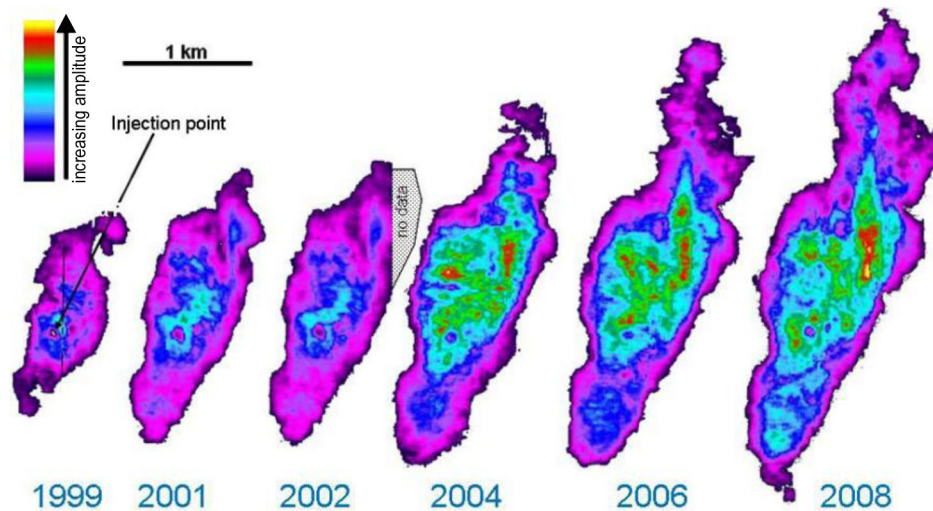 increasing amplitude
1 km
Injection point
no data
1999 2001 2002 2004 2006 2008